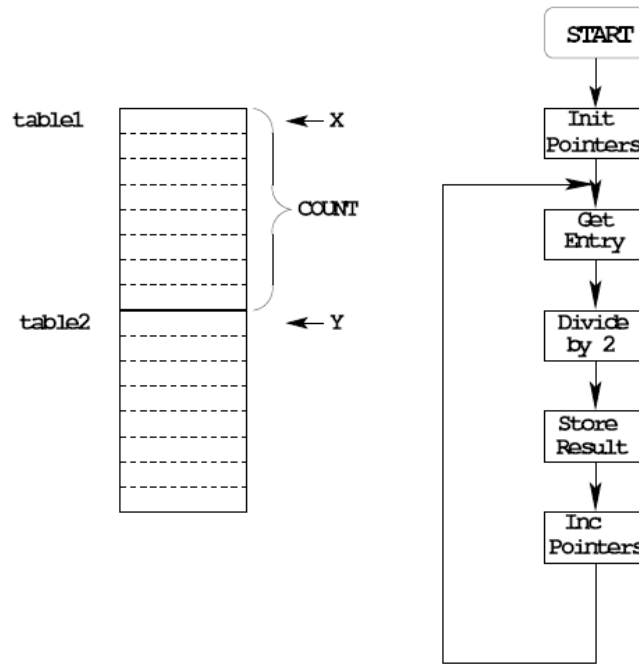 table1
X
COUNT
table2
Y
START
Init
Pointers
Get
Entry
Divide
by 2
Store
Result
Inc
Pointers